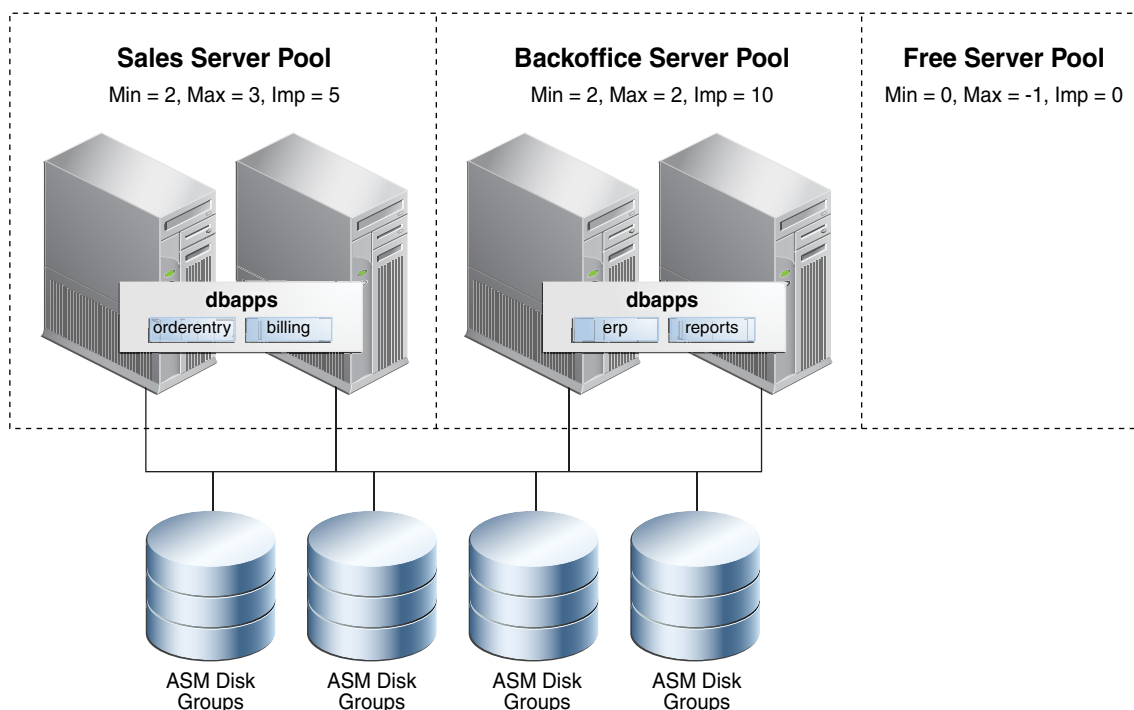 Sales Server Pool
Min = 2, Max = 3, Imp = 5
Backoffice Server Pool
Min = 2, Max = 2, Imp = 10
Free Server Pool
Min = 0, Max = -1, Imp = 0
dbapps
orderentry
billing
dbapps
erp
reports
ASM Disk
Groups
ASM Disk
Groups
ASM Disk
Groups
ASM Disk
Groups